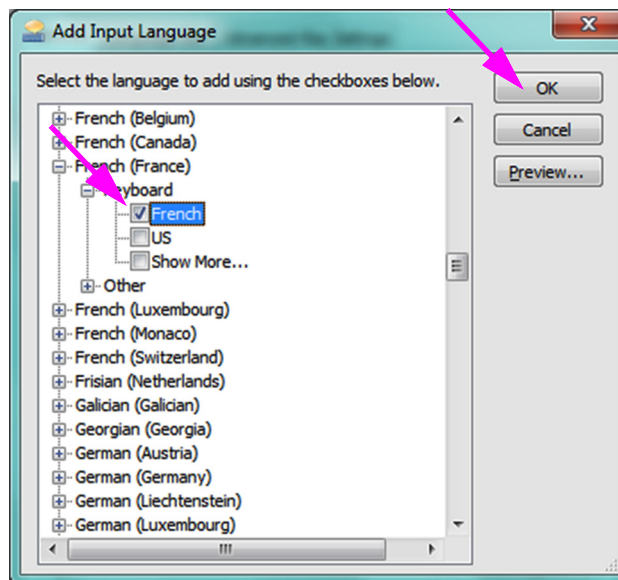 Add Input Language
Select the language to add using the checkboxes below.
French (Belgium)
French (Canada)
French (France)
Keyboard
French
US
Show More...
Other
French (Luxembourg)
French (Monaco)
French (Switzerland)
Frisian (Netherlands)
Galician (Galician)
Georgian (Georgia)
German (Austria)
German (Germany)
German (Liechtenstein)
German (Luxembourg)
OK
Cancel
Preview...